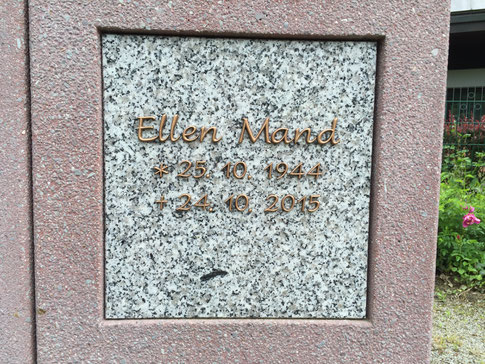 Ellen Mand
* 25. 10. 1944
† 24. 10. 2015